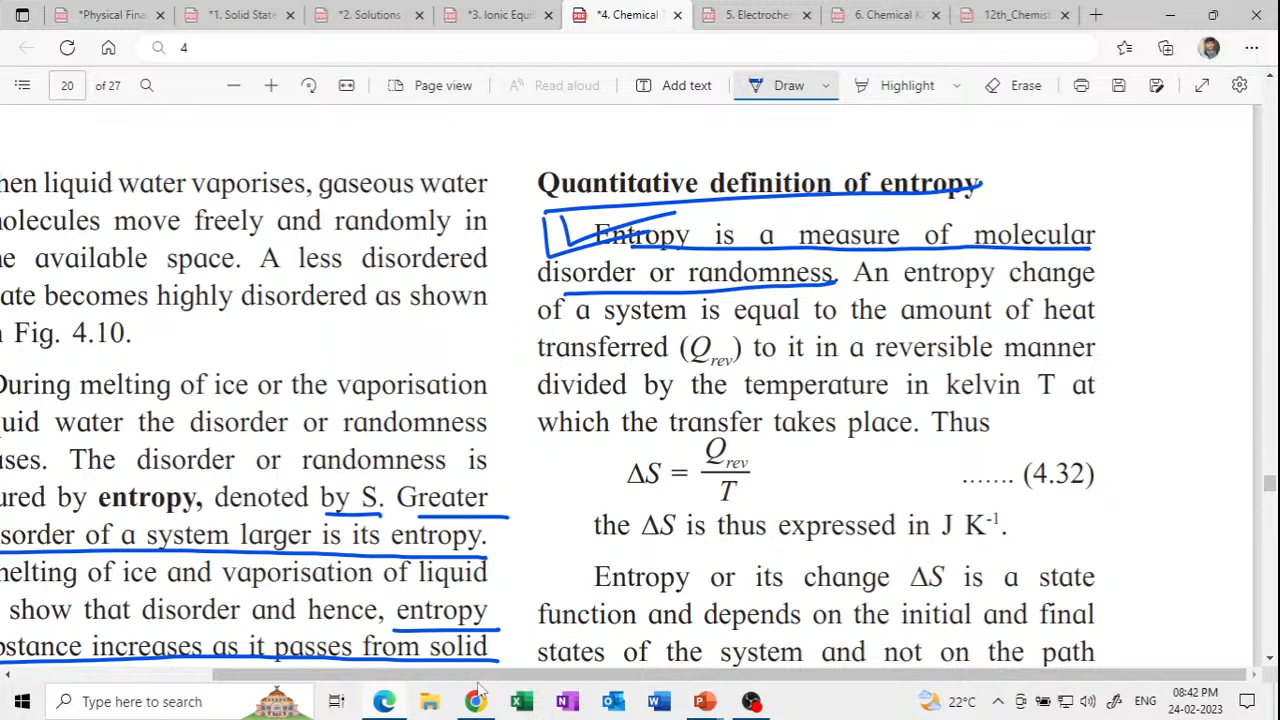 *Physical Fina
*1. Solid State
*2. Solutions
*3. Ionic Equil
*4. Chemical T
5. Electrochem
6. Chemical K
12th_Chemist
4
20 of 27
Page view
Read aloud
Add text
Draw
Highlight
Erase
hen liquid water vaporises, gaseous water
olecules move freely and randomly in
e available space. A less disordered
ate becomes highly disordered as shown
n Fig. 4.10.
During melting of ice or the vaporisation
quid water the disorder or randomness
uses. The disorder or randomness is
ured by entropy, denoted by S. Greater
sorder of a system larger is its entropy.
melting of ice and vaporisation of liquid
show that disorder and hence, entropy
bstance increases as it passes from solid
Quantitative definition of entropy
Entropy is a measure of molecular
disorder or randomness. An entropy change
of a system is equal to the amount of heat
transferred (Qrev) to it in a reversible manner
divided by the temperature in kelvin T at
which the transfer takes place. Thus
ΔS = Qrev/T ....... (4.32)
the ΔS is thus expressed in J K⁻¹.
Entropy or its change ΔS is a state
function and depends on the initial and final
states of the system and not on the path
Type here to search
22°C
ENG
08:42 PM
24-02-2023